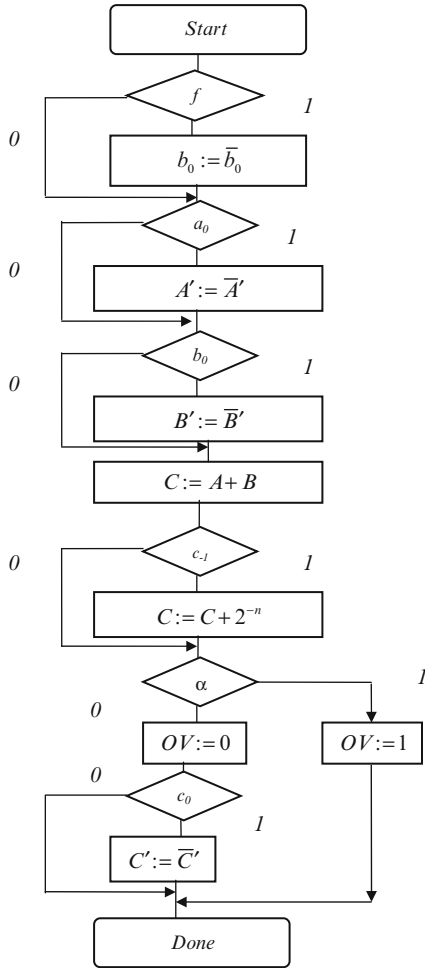 Start
f
1
0
b₀ := b̄₀
a₀
1
0
A′ := Ā′
b₀
0
1
B′ := B̄′
C := A + B
c₋₁
0
1
C := C + 2⁻ⁿ
α
1
0
OV := 0
OV := 1
0
c₀
1
C′ := C̄′
Done